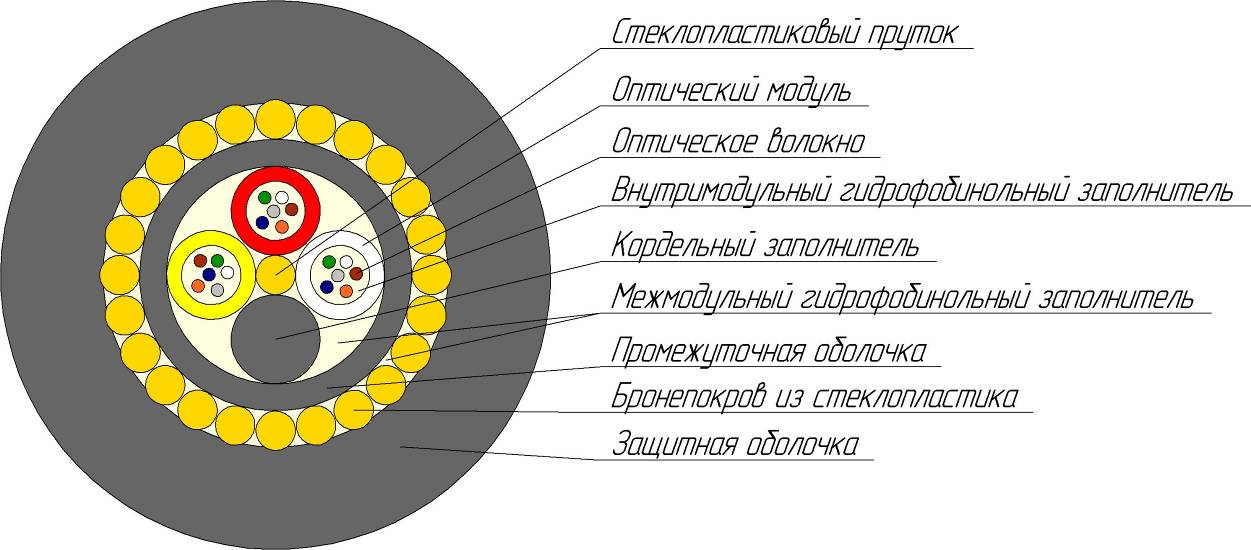 Стеклопластиковый пруток
Оптический модуль
Оптическое волокно
Внутримодульный гидрофобинольный заполнитель
Кордельный заполнитель
Межмодульный гидрофобинольный заполнитель
Промежуточная оболочка
Бронепокров из стеклопластика
Защитная оболочка